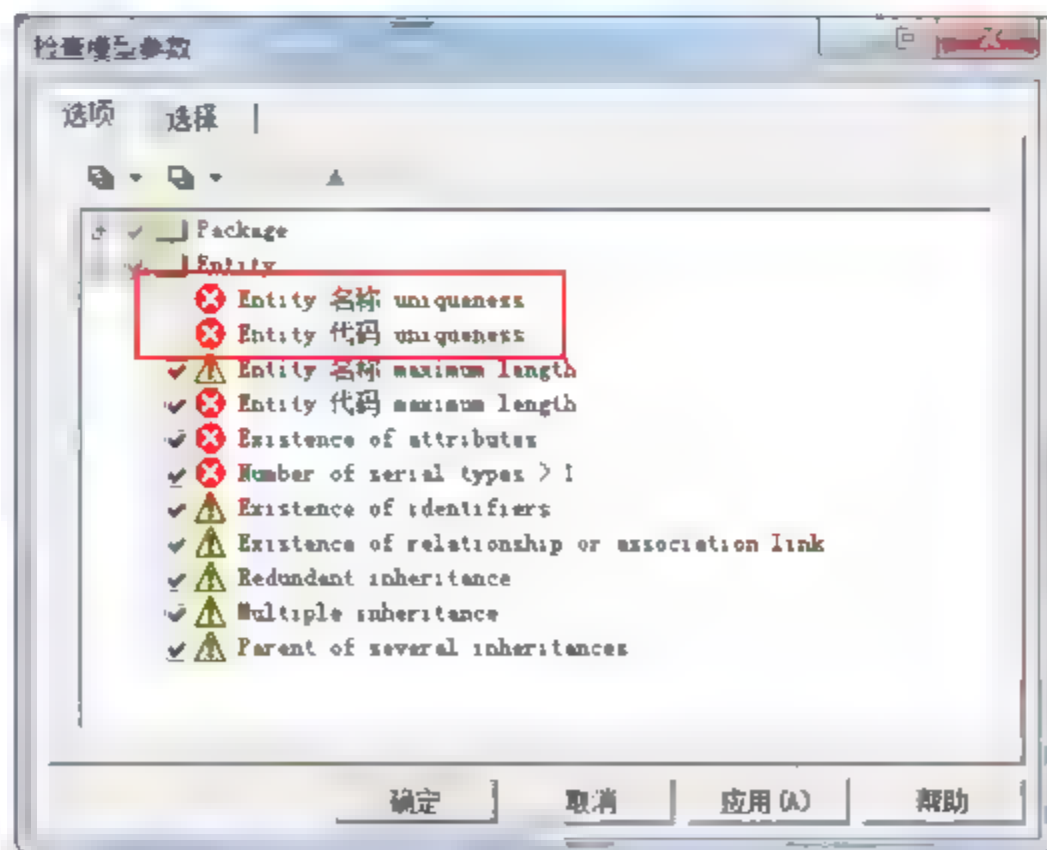 检查模型参数
选项 选择
Package
Entity
Entity 名称 uniqueness
Entity 代码 uniqueness
Entity 名称 maximum length
Entity 代码 maximum length
Existence of attributes
Number of serial types > 1
Existence of identifiers
Existence of relationship or association link
Redundant inheritance
Multiple inheritance
Parent of several inheritances
确定 取消 应用(A) 帮助